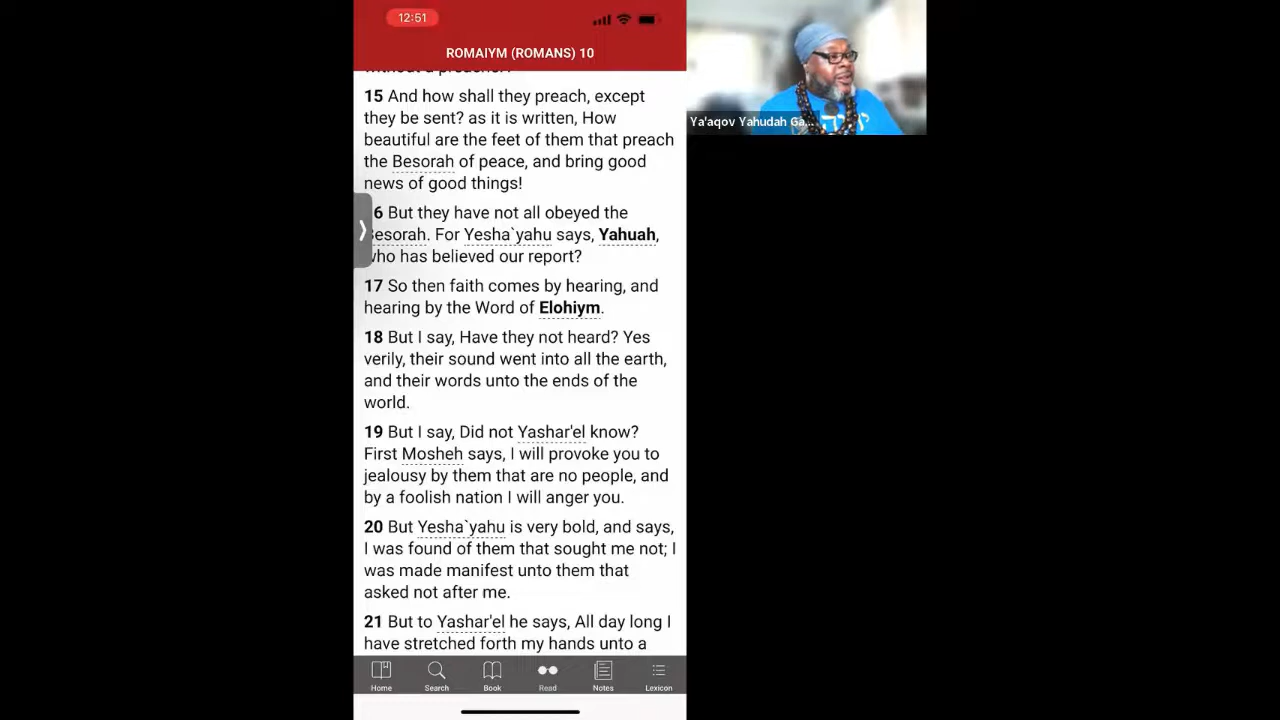 12:51
ROMAIYM (ROMANS) 10
15 And how shall they preach, except
they be sent? as it is written, How
beautiful are the feet of them that preach
the Besorah of peace, and bring good
news of good things!
6 But they have not all obeyed the
Besorah. For Yesha`yahu says, Yahuah,
who has believed our report?
17 So then faith comes by hearing, and
hearing by the Word of Elohiym.
18 But I say, Have they not heard? Yes
verily, their sound went into all the earth,
and their words unto the ends of the
world.
19 But I say, Did not Yashar'el know?
First Mosheh says, I will provoke you to
jealousy by them that are no people, and
by a foolish nation I will anger you.
20 But Yesha`yahu is very bold, and says,
I was found of them that sought me not; I
was made manifest unto them that
asked not after me.
21 But to Yashar'el he says, All day long I
have stretched forth my hands unto a
Home Search Book Read Notes Lexicon
Ya'aqov Yahudah Ga...